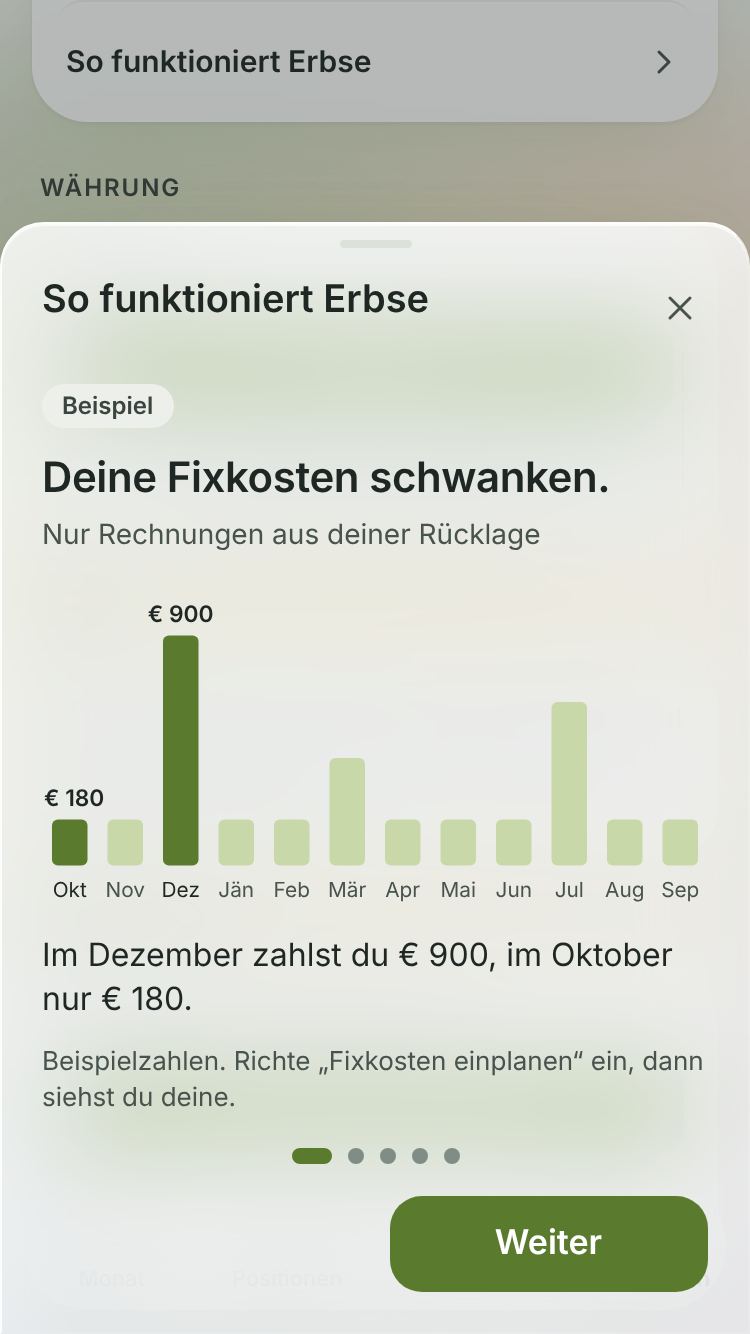 So funktioniert Erbse
WÄHRUNG
So funktioniert Erbse
Beispiel
Deine Fixkosten schwanken.
Nur Rechnungen aus deiner Rücklage
€ 900
€ 180
Okt Nov Dez Jän Feb Mär Apr Mai Jun Jul Aug Sep
Im Dezember zahlst du € 900, im Oktober
nur € 180.
Beispielzahlen. Richte „Fixkosten einplanen“ ein, dann
siehst du deine.
Weiter
Monat Positionen